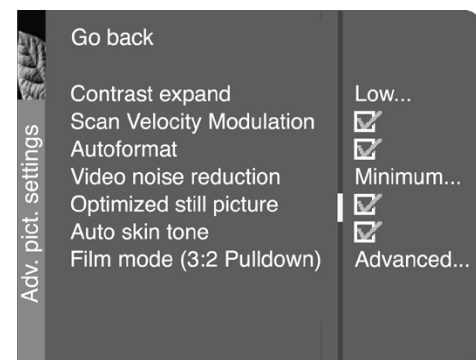 Go back
Adv. pict. settings
Contrast expand Low...
Scan Velocity Modulation
Autoformat
Video noise reduction Minimum...
Optimized still picture
Auto skin tone
Film mode (3:2 Pulldown) Advanced...